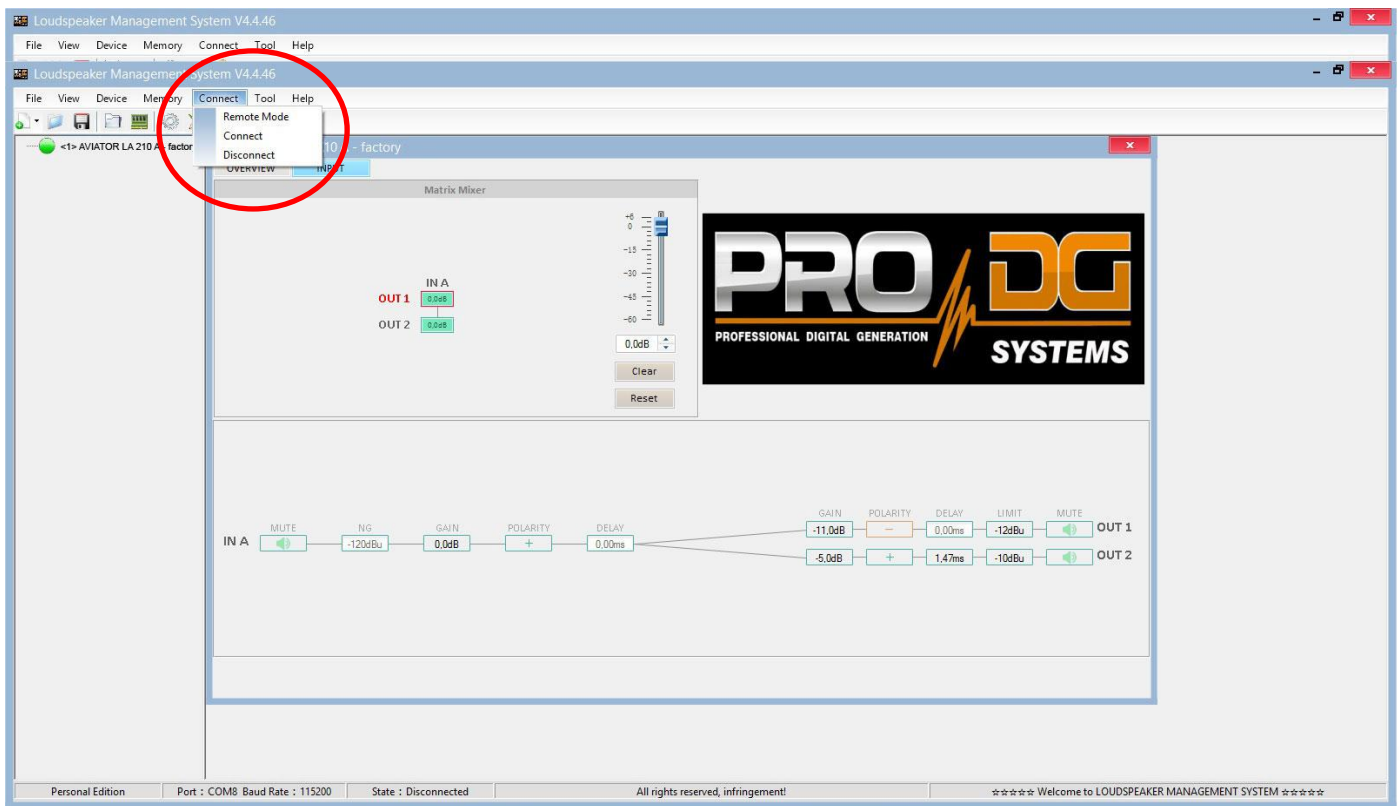 Loudspeaker Management System V4.4.46
File View Device Memory Connect Tool Help
Loudspeaker Management System V4.4.46
File View Device Memory Connect Tool Help
Remote Mode
Connect
Disconnect
<1> AVIATOR LA 210 A - factor
10 - factory
OVERVIEW INPUT
Matrix Mixer
+6
0
-15
-30
-45
-60
IN A
OUT 1 0,0dB
OUT 2 0,0dB
0,0dB
Clear
Reset
PRO DG
PROFESSIONAL DIGITAL GENERATION
SYSTEMS
GAIN POLARITY DELAY LIMIT MUTE
-11,0dB − 0,00ms -12dBu OUT 1
MUTE NG GAIN POLARITY DELAY
IN A -120dBu 0,0dB + 0,00ms
-5,0dB + 1,47ms -10dBu OUT 2
Personal Edition Port : COM8 Baud Rate : 115200 State : Disconnected All rights reserved, infringement! ☆☆☆☆☆ Welcome to LOUDSPEAKER MANAGEMENT SYSTEM ☆☆☆☆☆